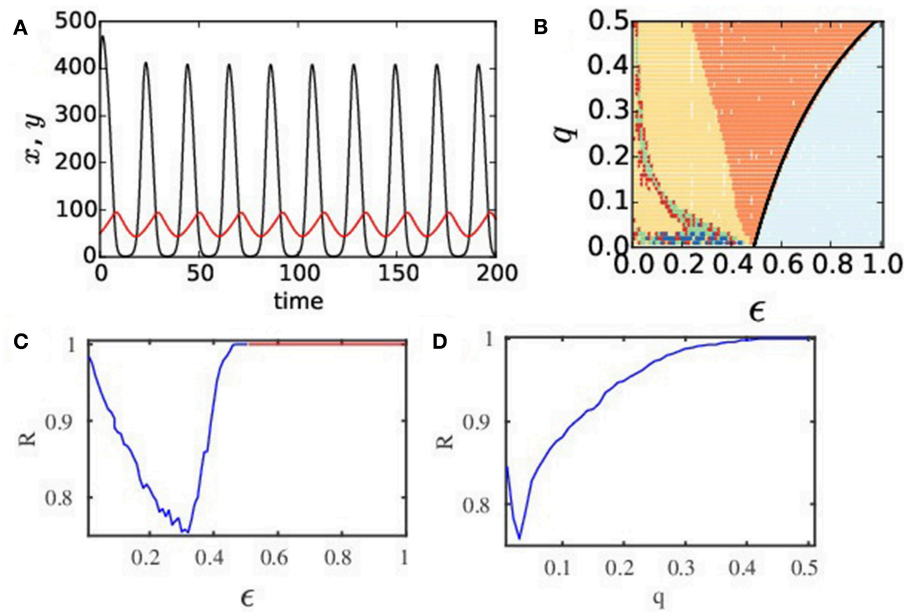 A
500
400
300
200
100
0
x, y
0 50 100 150 200
time
B
0.5
0.4
0.3
0.2
0.1
0.0
q
0.0 0.2 0.4 0.6 0.8 1.0
ϵ
C
1
0.9
0.8
R
0.2 0.4 0.6 0.8 1
ϵ
D
1
0.9
0.8
R
0.1 0.2 0.3 0.4 0.5
q